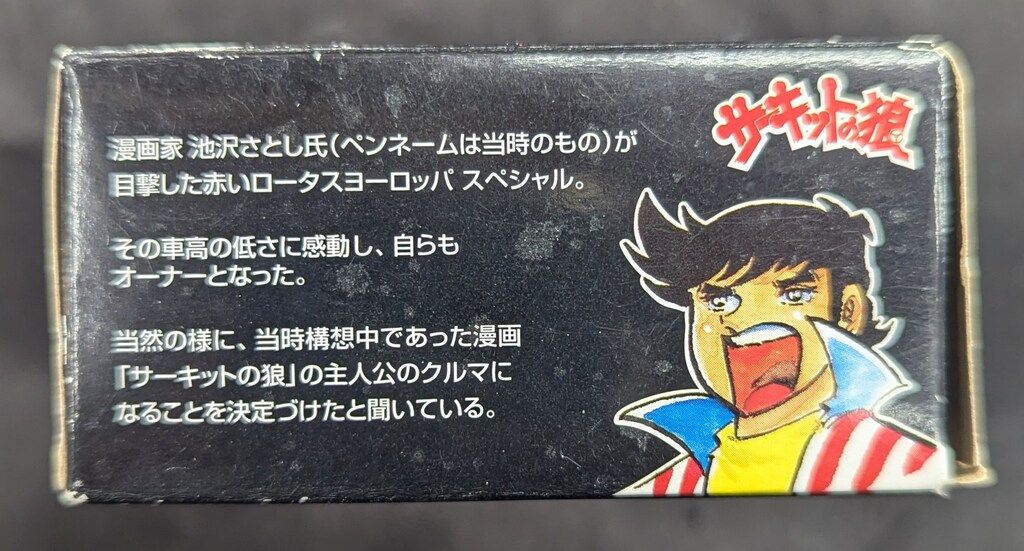 サーキットの狼
漫画家 池沢さとし氏(ペンネームは当時のもの)が
目撃した赤いロータスヨーロッパ スペシャル。
その車高の低さに感動し、自らも
オーナーとなった。
当然の様に、当時構想中であった漫画
「サーキットの狼」の主人公のクルマに
なることを決定づけたと聞いている。